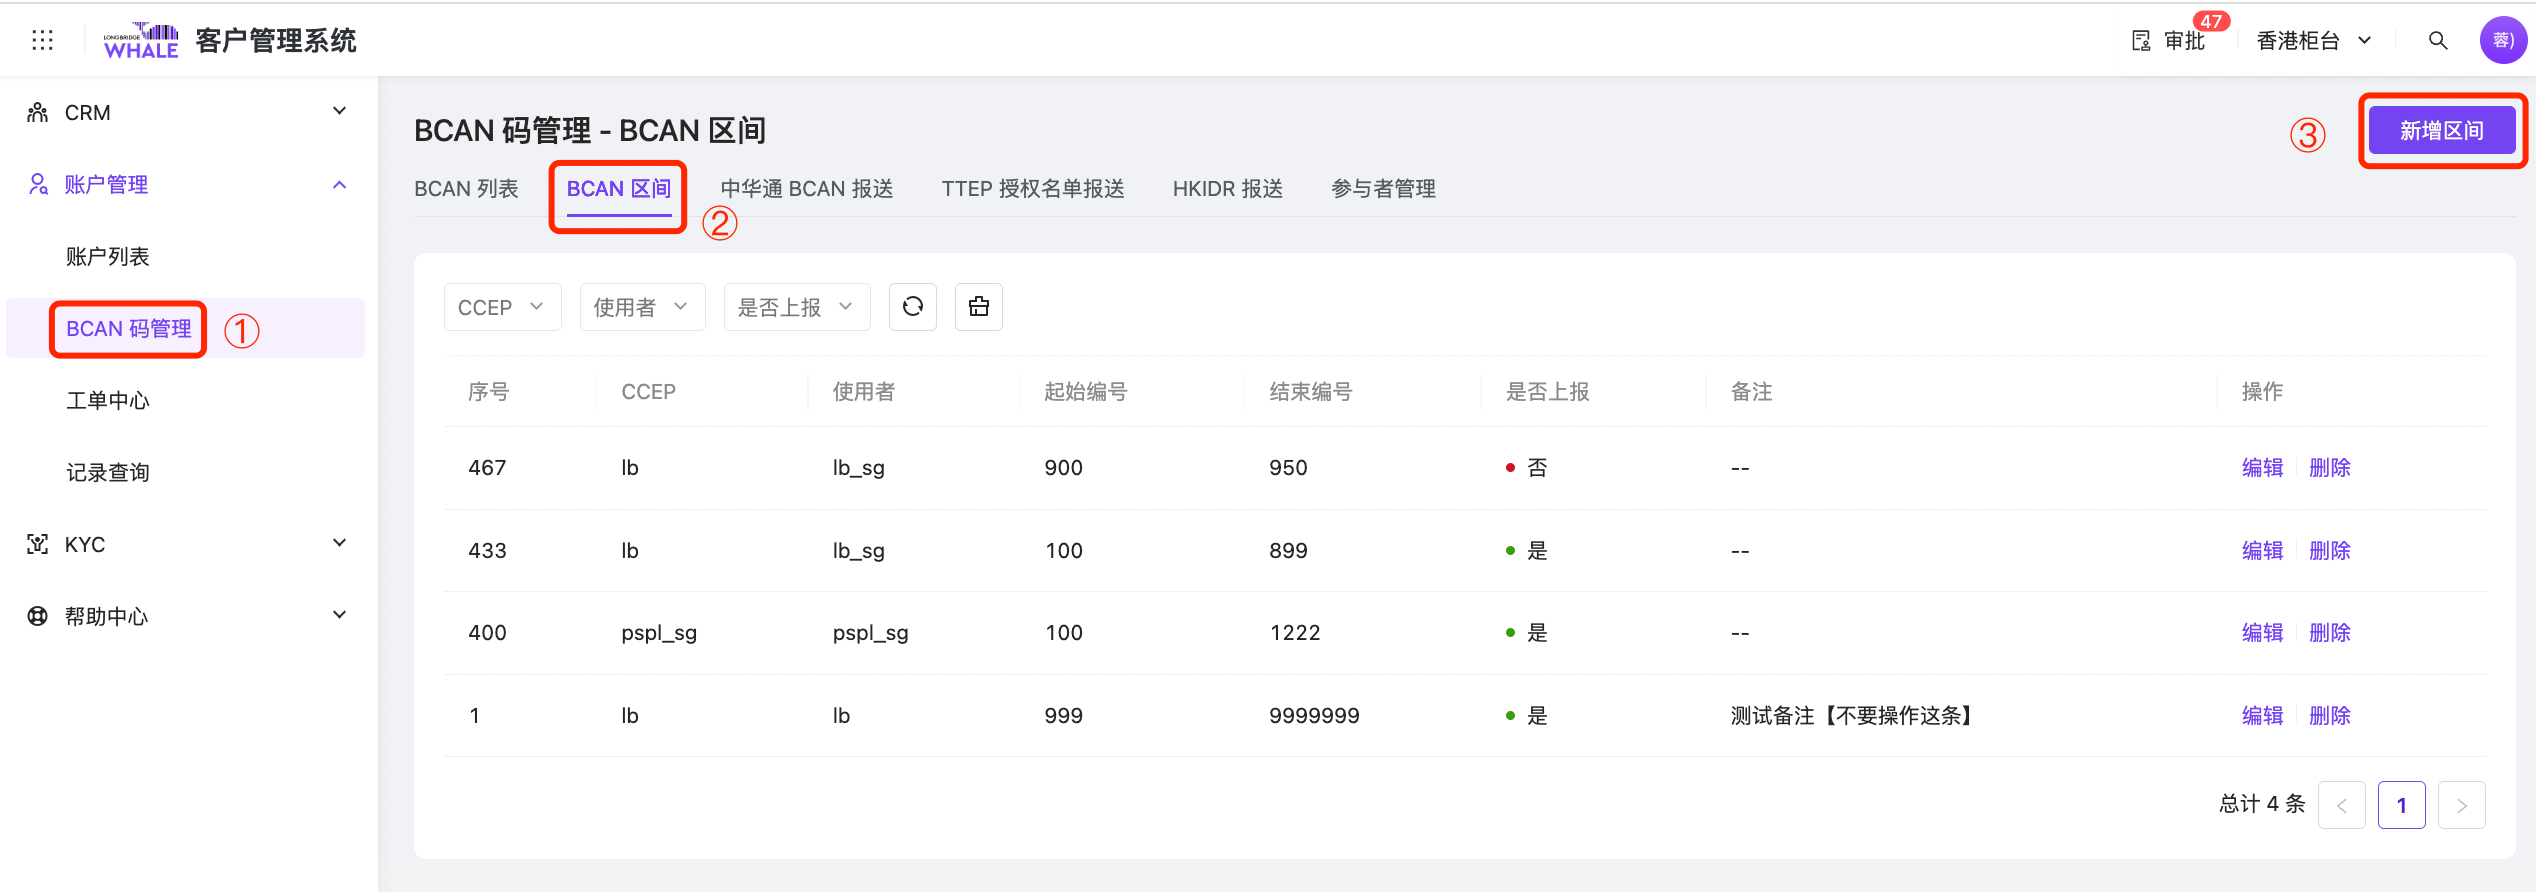 LONGBRIDGE
WHALE
客户管理系统
审批
47
香港柜台
蓉)
CRM
账户管理
账户列表
BCAN 码管理
①
工单中心
记录查询
KYC
帮助中心
BCAN 码管理 - BCAN 区间
③
新增区间
BCAN 列表
BCAN 区间
②
中华通 BCAN 报送
TTEP 授权名单报送
HKIDR 报送
参与者管理
CCEP
使用者
是否上报
序号 CCEP 使用者 起始编号 结束编号 是否上报 备注 操作
467 lb lb_sg 900 950 否 -- 编辑 删除
433 lb lb_sg 100 899 是 -- 编辑 删除
400 pspl_sg pspl_sg 100 1222 是 -- 编辑 删除
1 lb lb 999 9999999 是 测试备注【不要操作这条】 编辑 删除
总计 4 条 1